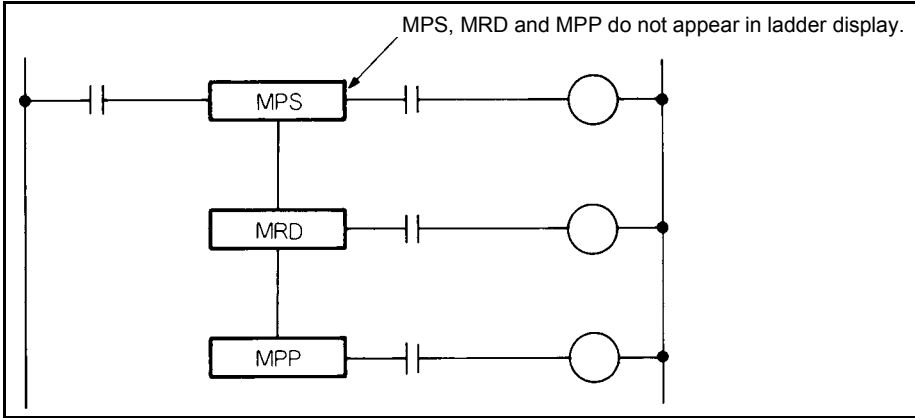 MPS, MRD and MPP do not appear in ladder display.
MPS
MRD
MPP